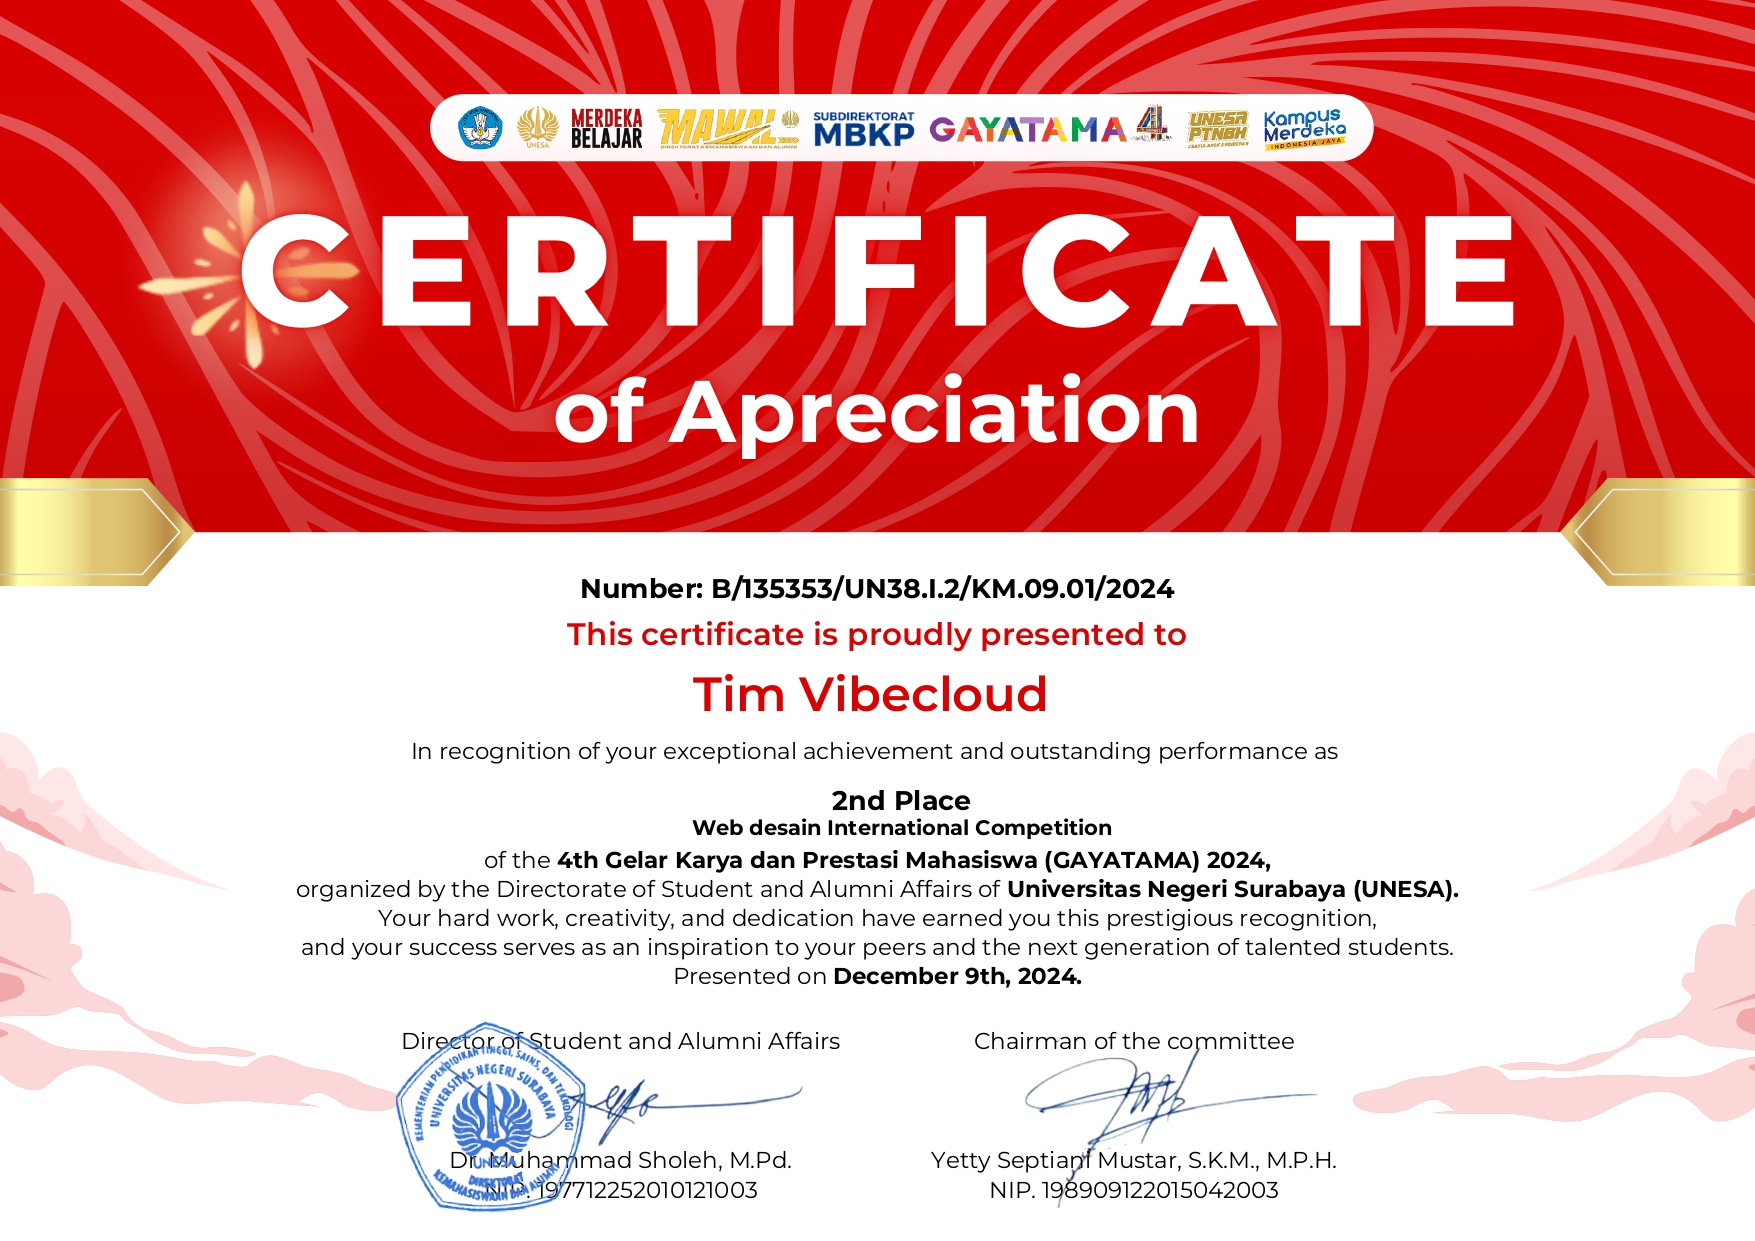 UNESA
MERDEKA
BELAJAR
MAWAL
DIREKTORAT KEMAHASISWAAN DAN ALUMNI
SUBDIREKTORAT
MBKP
GAYATAMA 4
UNESA
PTNBH
Kampus
Merdeka
INDONESIA JAYA
CERTIFICATE
of Apreciation
Number: B/135353/UN38.I.2/KM.09.01/2024
This certificate is proudly presented to
Tim Vibecloud
In recognition of your exceptional achievement and outstanding performance as
2nd Place
Web desain International Competition
of the 4th Gelar Karya dan Prestasi Mahasiswa (GAYATAMA) 2024,
organized by the Directorate of Student and Alumni Affairs of Universitas Negeri Surabaya (UNESA).
Your hard work, creativity, and dedication have earned you this prestigious recognition,
and your success serves as an inspiration to your peers and the next generation of talented students.
Presented on December 9th, 2024.
Director of Student and Alumni Affairs
KEMENTERIAN PENDIDIKAN TINGGI, SAINS, DAN TEKNOLOGI
UNIVERSITAS NEGERI SURABAYA
UNESA
DIREKTORAT
KEMAHASISWAAN DAN ALUMNI
Dr. Muhammad Sholeh, M.Pd.
NIP. 197712252010121003
Chairman of the committee
Yetty Septiani Mustar, S.K.M., M.P.H.
NIP. 198909122015042003